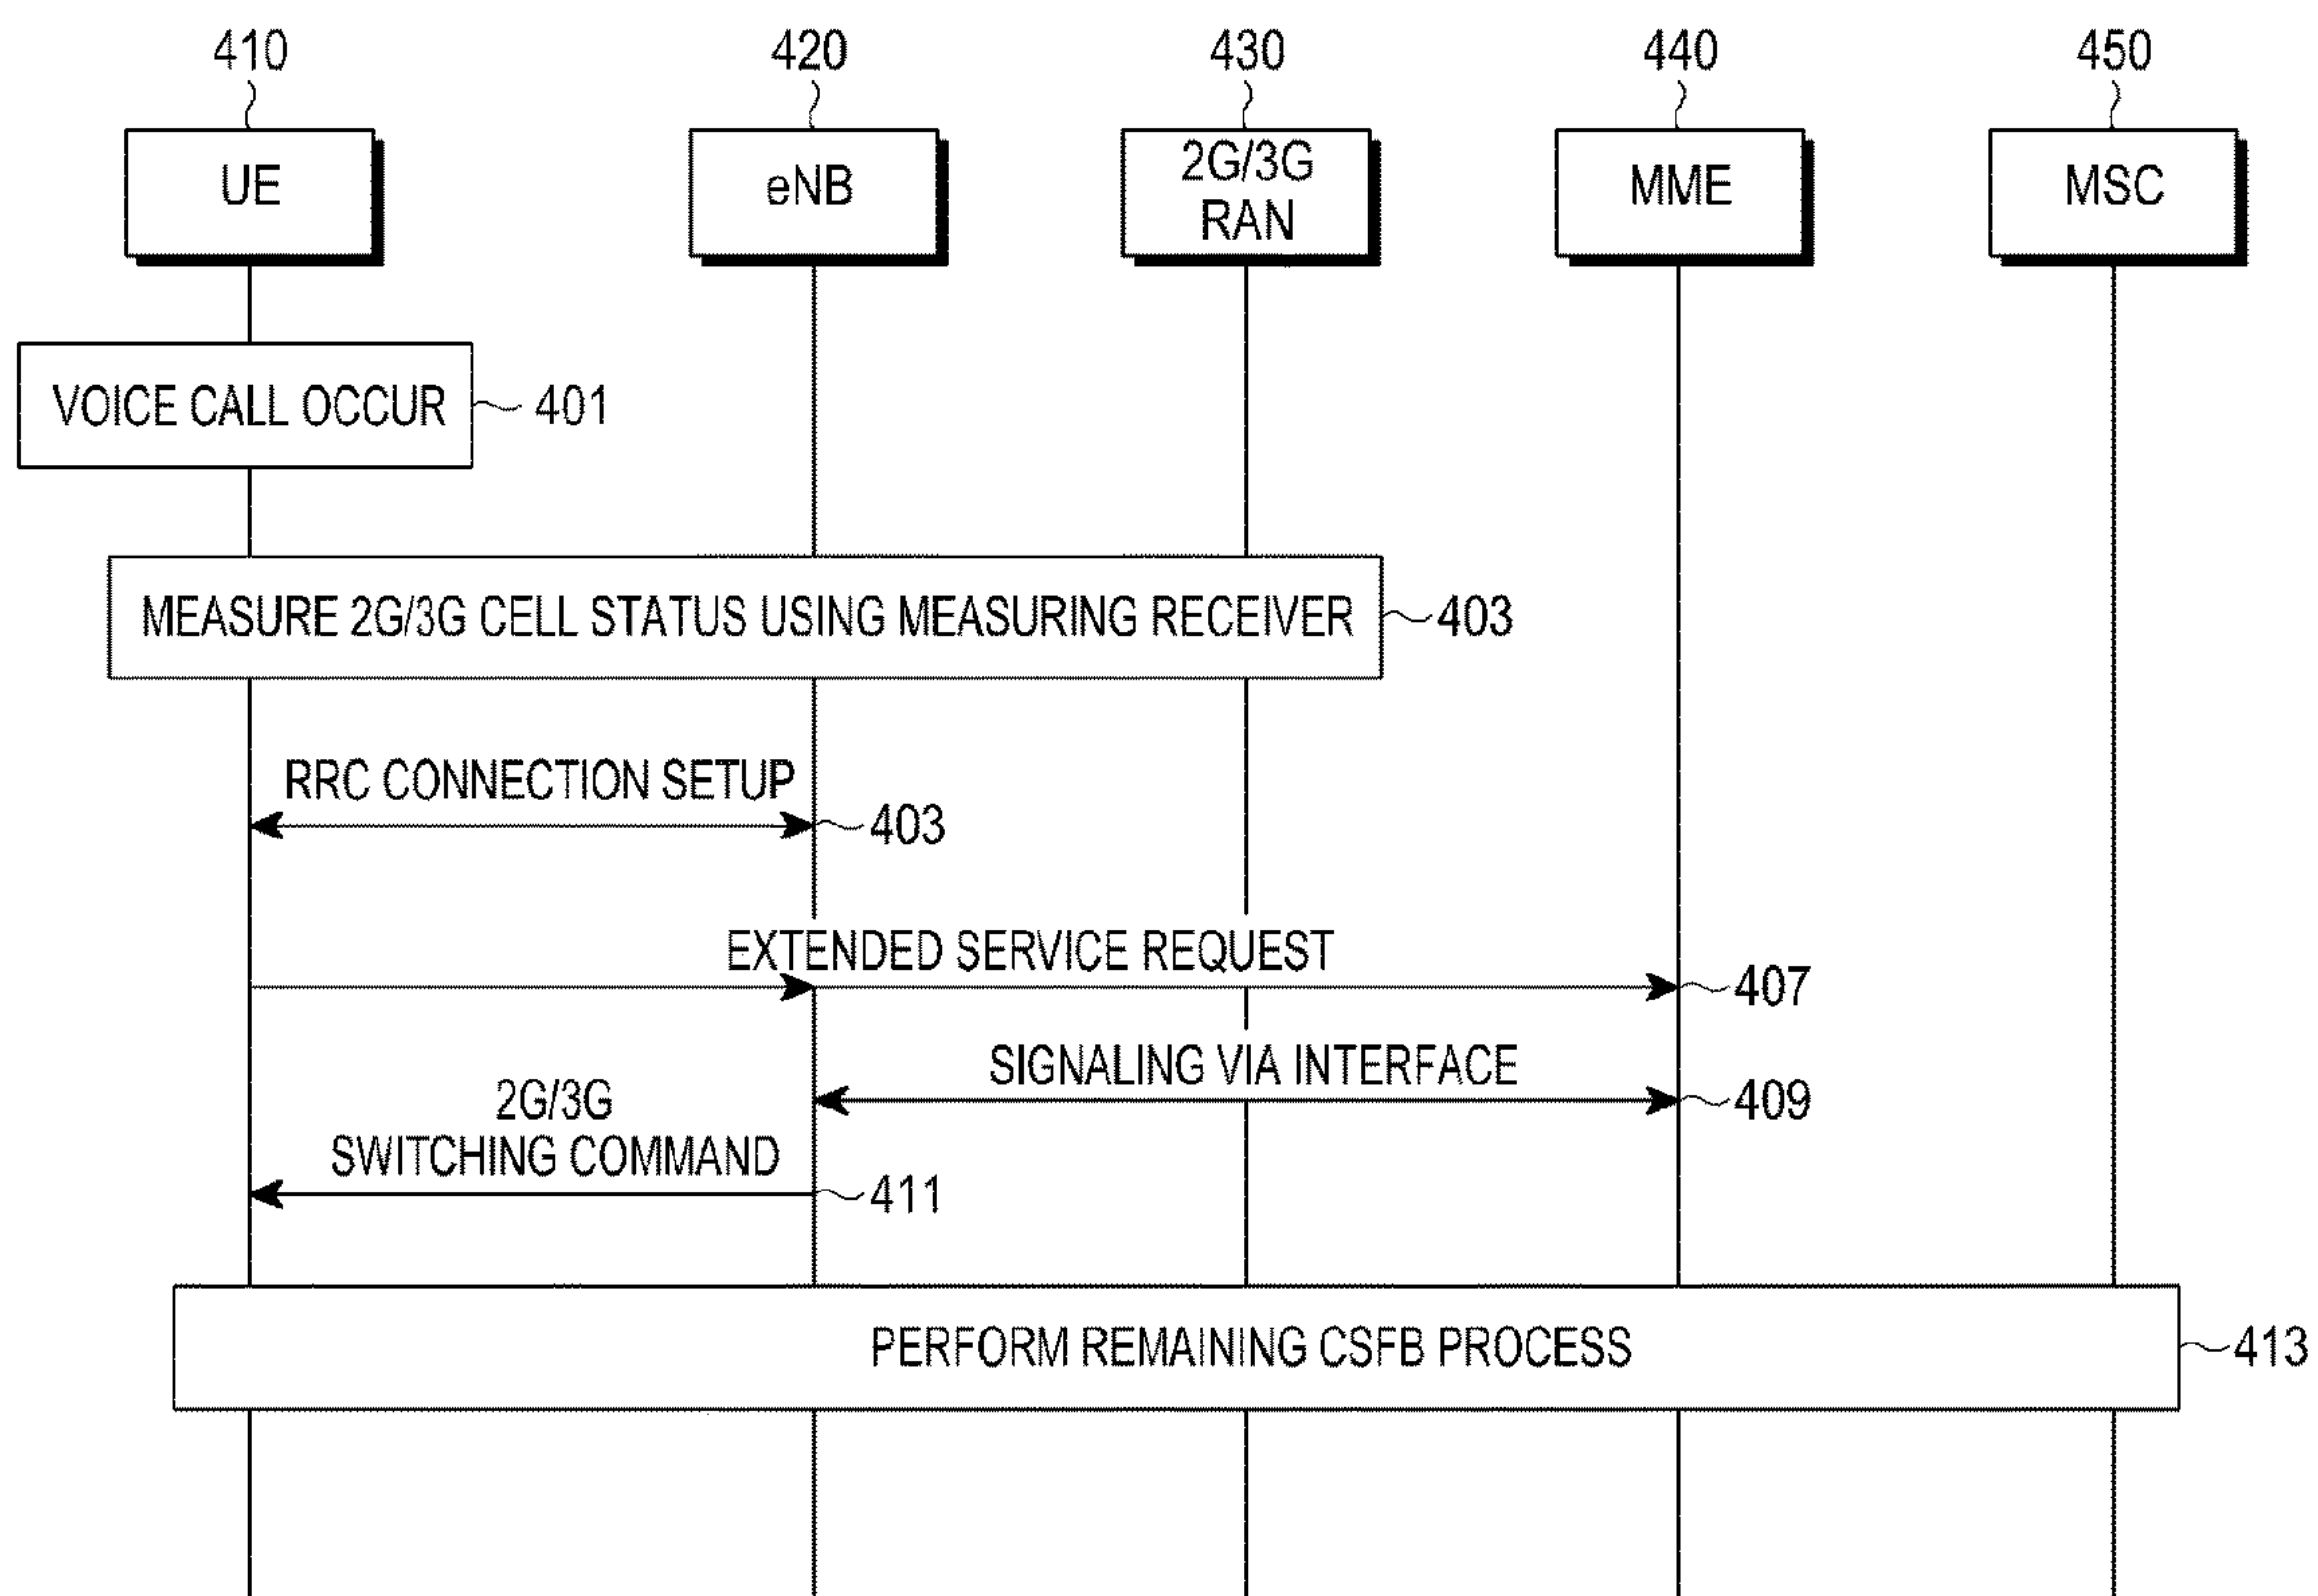 410
420
430
440
450
UE
eNB
2G/3G
RAN
MME
MSC
VOICE CALL OCCUR
401
MEASURE 2G/3G CELL STATUS USING MEASURING RECEIVER
403
RRC CONNECTION SETUP
403
EXTENDED SERVICE REQUEST
407
SIGNALING VIA INTERFACE
409
2G/3G
SWITCHING COMMAND
411
PERFORM REMAINING CSFB PROCESS
413